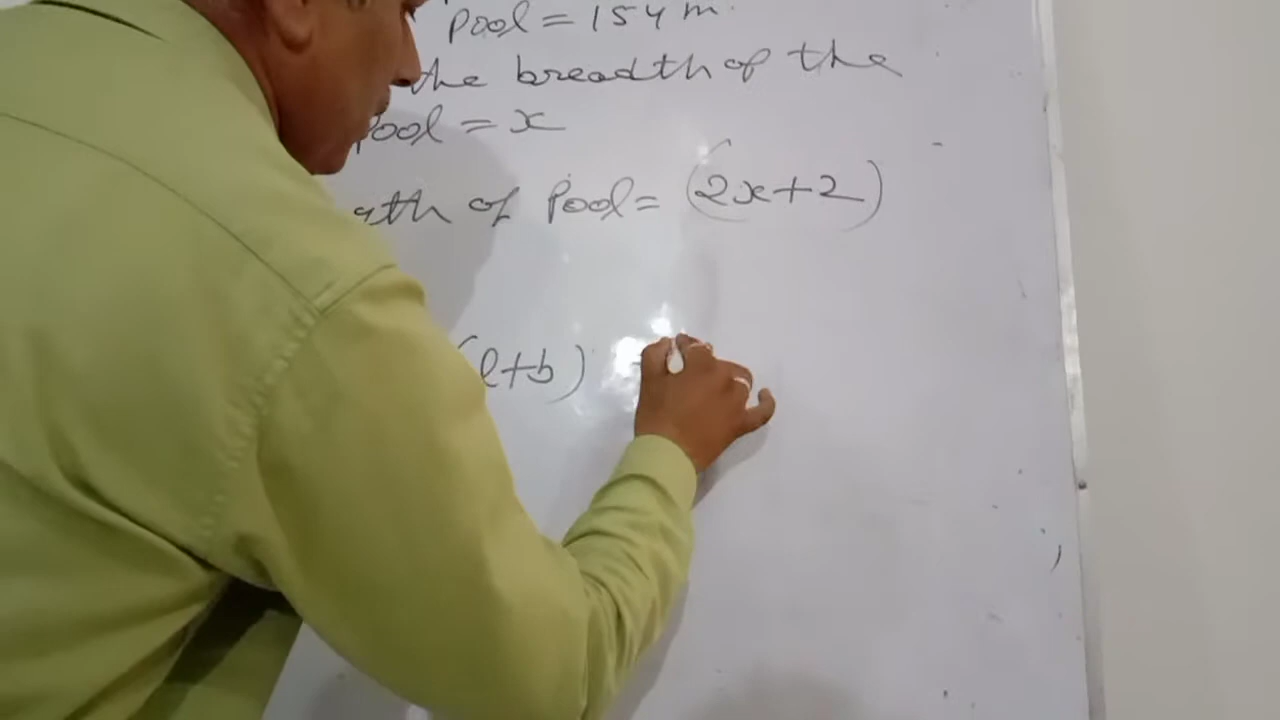 Pool = 154 m.
the breadth of the
Pool = x
of Pool = (2x+2)
(l+b)